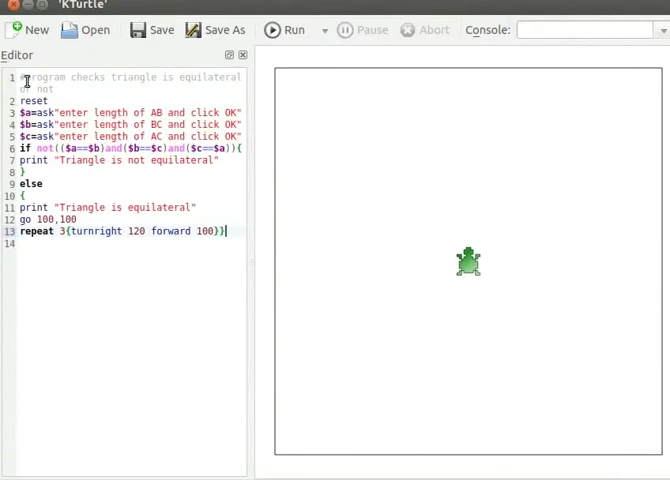 'KTurtle'
New Open Save Save As Run Pause Abort Console:
Editor
1 #Program checks triangle is equilateral
or not
2 reset
3 $a=ask"enter length of AB and click OK"
4 $b=ask"enter length of BC and click OK"
5 $c=ask"enter length of AC and click OK"
6 if not(($a==$b)and($b==$c)and($c==$a)){
7 print "Triangle is not equilateral"
8 }
9 else
10 {
11 print "Triangle is equilateral"
12 go 100,100
13 repeat 3{turnright 120 forward 100}}
14